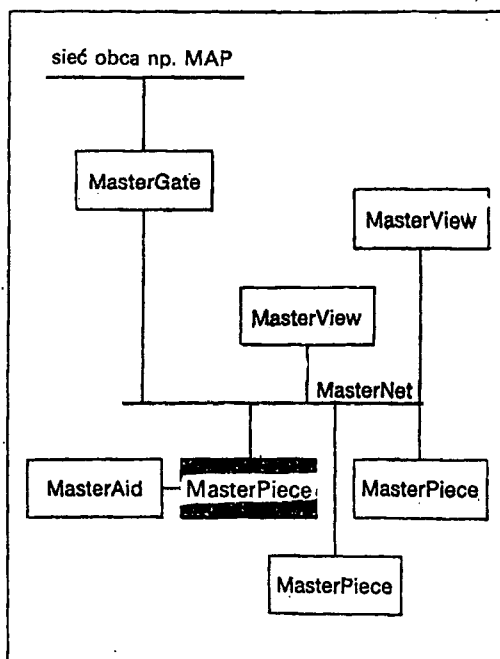 sieć obca np. MAP
MasterGate
MasterView
MasterView
MasterNet
MasterAid
MasterPiece
MasterPiece
MasterPiece